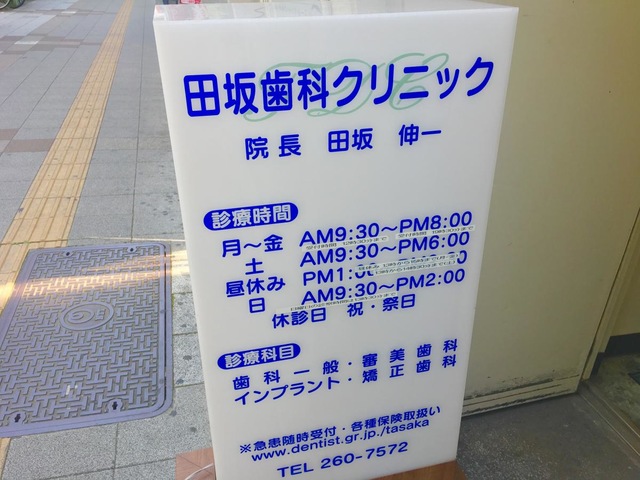 田坂歯科クリニック
院長 田坂 伸一
診療時間
月～金 AM9:30～PM8:00
土 AM9:30～PM6:00
昼休み PM1:00
日 AM9:30～PM2:00
休診日 祝・祭日
診療科目
歯科一般・審美歯科
インプラント・矯正歯科
※急患随時受付・各種保険取扱い
www.dentist.gr.jp/tasaka
TEL 260-7572